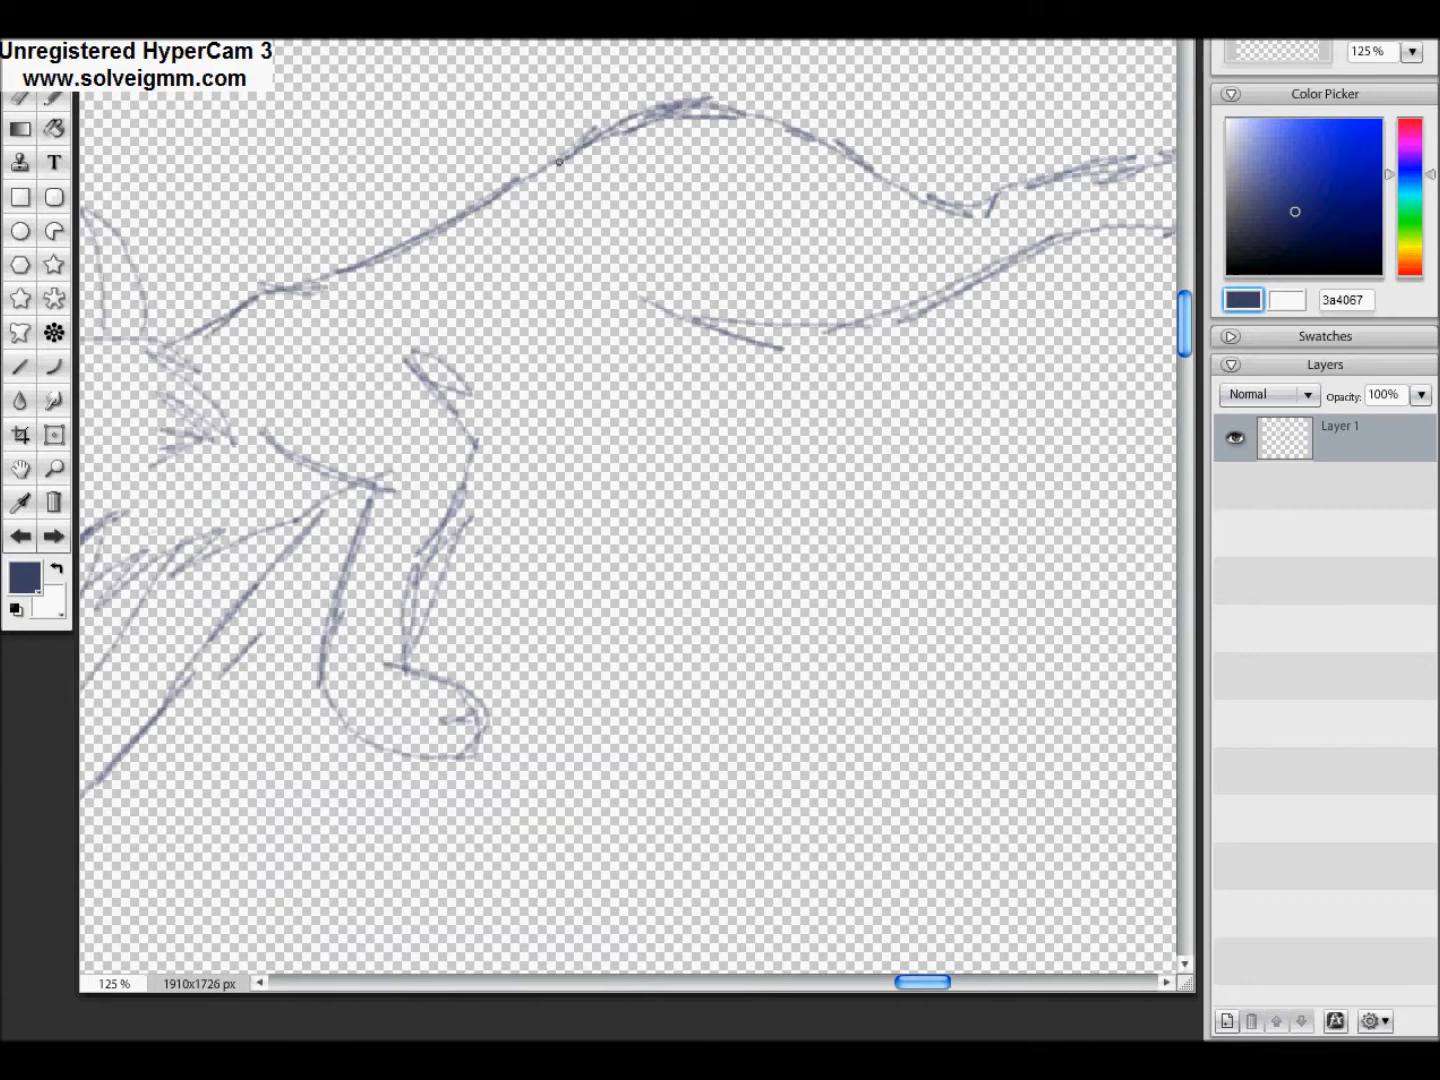 Unregistered HyperCam 3
www.solveigmm.com
125 %
Color Picker
T
3a4067
Swatches
Layers
Normal
Opacity: 100%
Layer 1
fx
125 %
1910x1726 px